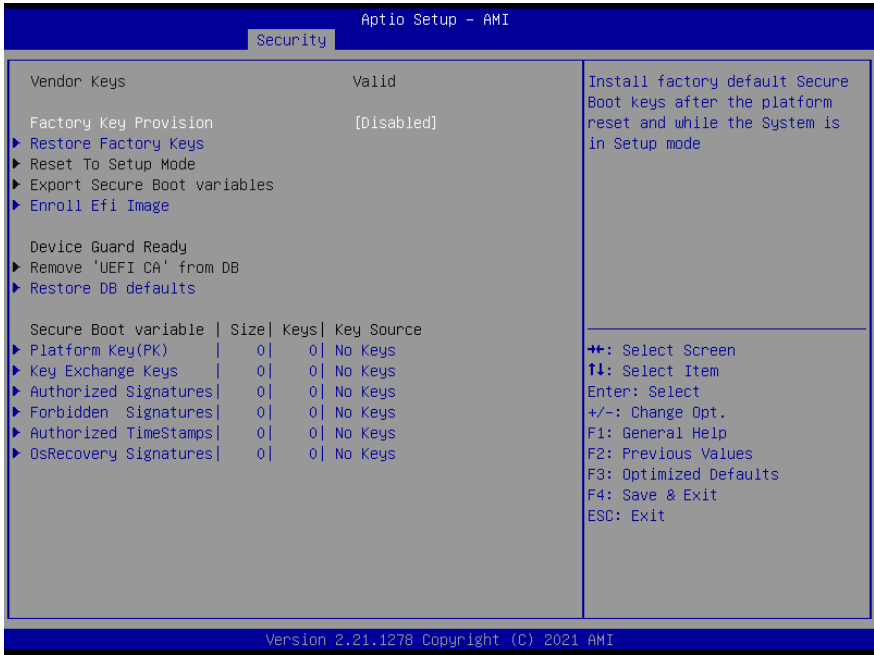 Aptio Setup – AMI
Security
Vendor Keys Valid
Factory Key Provision [Disabled]
Restore Factory Keys
Reset To Setup Mode
Export Secure Boot variables
Enroll Efi Image
Device Guard Ready
Remove 'UEFI CA' from DB
Restore DB defaults
Secure Boot variable | Size| Keys| Key Source
Platform Key(PK) | 0| 0| No Keys
Key Exchange Keys | 0| 0| No Keys
Authorized Signatures| 0| 0| No Keys
Forbidden Signatures| 0| 0| No Keys
Authorized TimeStamps| 0| 0| No Keys
OsRecovery Signatures| 0| 0| No Keys
Install factory default Secure
Boot keys after the platform
reset and while the System is
in Setup mode
→←: Select Screen
↑↓: Select Item
Enter: Select
+/-: Change Opt.
F1: General Help
F2: Previous Values
F3: Optimized Defaults
F4: Save & Exit
ESC: Exit
Version 2.21.1278 Copyright (C) 2021 AMI